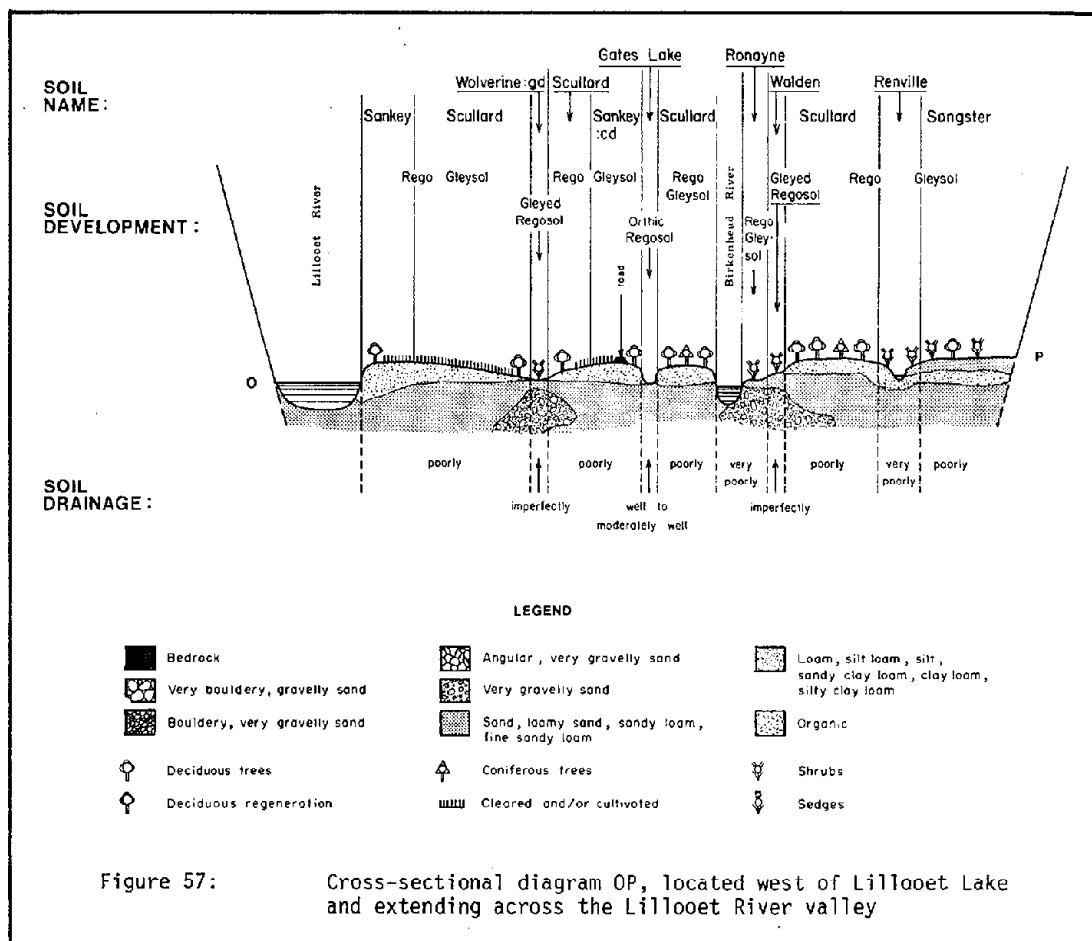 Gates Lake
Ronayne
SOIL
NAME:
Wolverine:gd
Scullard
Walden
Renville
Sankey
Scullard
Sankey
:cd
Scullard
Scullard
Sangster
SOIL
DEVELOPMENT:
Lillooet River
Rego Gleysol
Gleyed
Regosol
Rego Gleysol
Orthic
Regosol
road
Rego
Gleysol
Birkenhead River
Rego
Gley-
sol
Gleyed
Regosol
Rego Gleysol
O
P
SOIL
DRAINAGE:
poorly
imperfectly
poorly
well to
moderately well
poorly
very
poorly
imperfectly
poorly
very
poorly
poorly
LEGEND
Bedrock
Very bouldery, gravelly sand
Bouldery, very gravelly sand
Deciduous trees
Deciduous regeneration
Angular, very gravelly sand
Very gravelly sand
Sand, loamy sand, sandy loam,
fine sandy loam
Coniferous trees
Cleared and/or cultivated
Loam, silt loam, silt,
sandy clay loam, clay loam,
silty clay loam
Organic
Shrubs
Sedges
Figure 57: Cross-sectional diagram OP, located west of Lillooet Lake
and extending across the Lillooet River valley